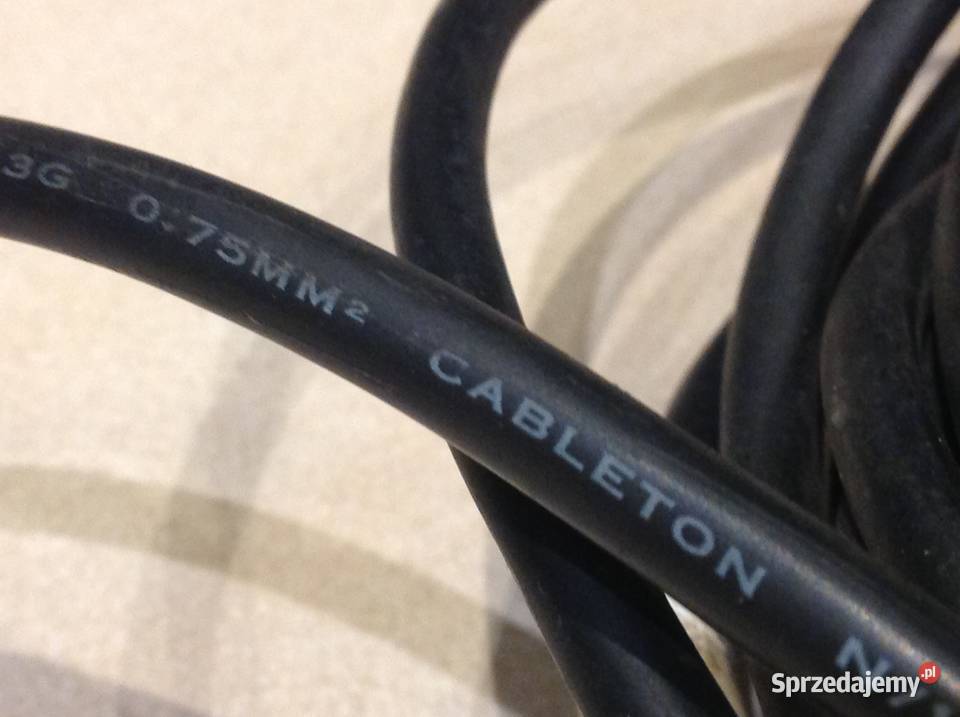 3G 0.75MM² CABLETON
Sprzedajemy.pl